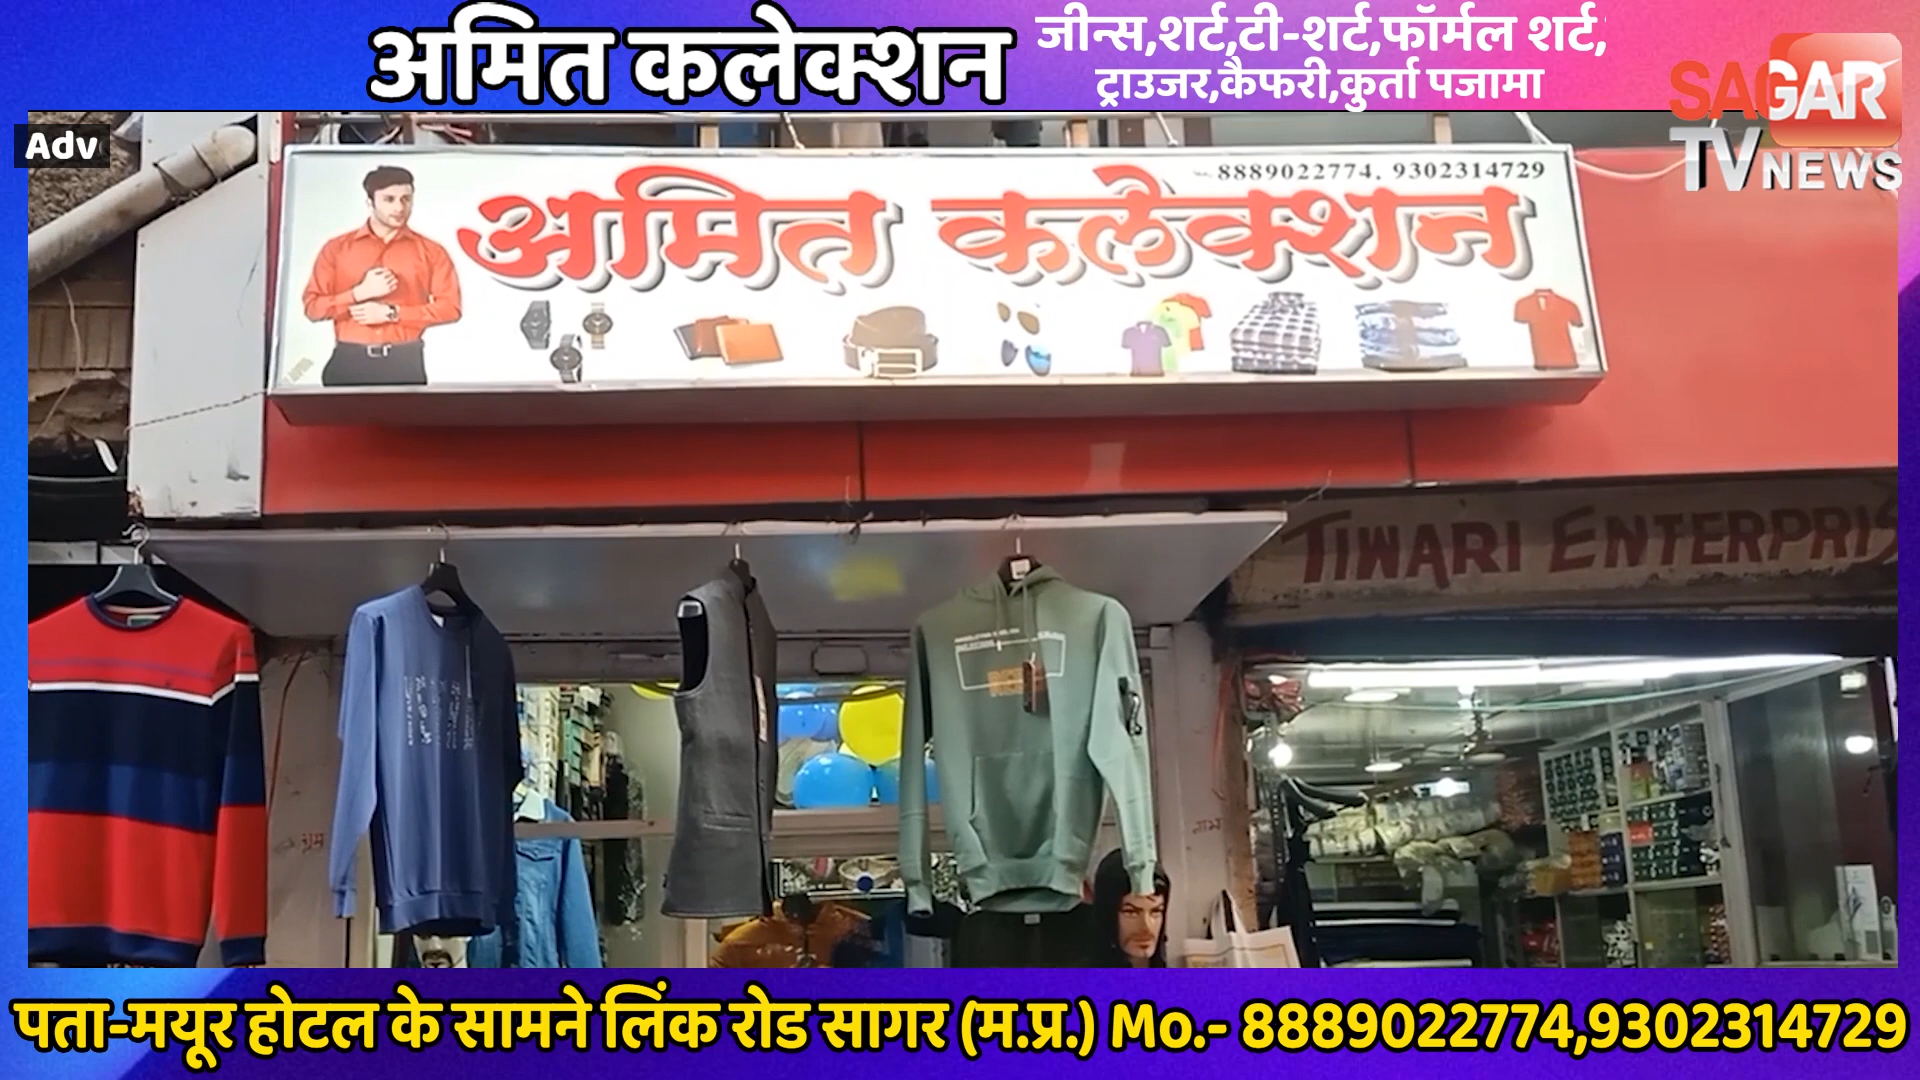 अमित कलेक्शन
जीन्स,शर्ट,टी-शर्ट,फॉर्मल शर्ट,
ट्राउजर,कैफरी,कुर्ता पजामा
SAGAR
TV NEWS
Adv
8889022774, 9302314729
अमित कलेक्शन
TIWARI ENTERPRIS
पता-मयूर होटल के सामने लिंक रोड सागर (म.प्र.) Mo.- 8889022774,9302314729